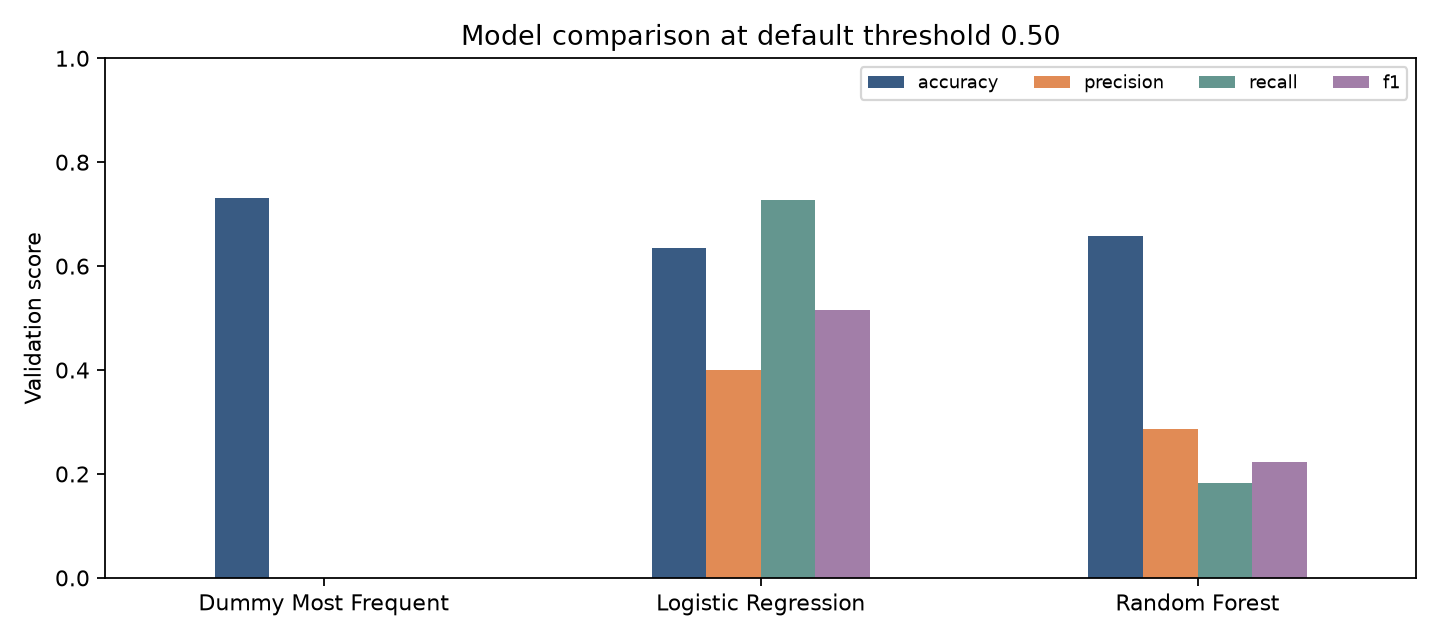 Model comparison at default threshold 0.50
accuracy precision recall f1
Validation score
1.0
0.8
0.6
0.4
0.2
0.0
Dummy Most Frequent Logistic Regression Random Forest